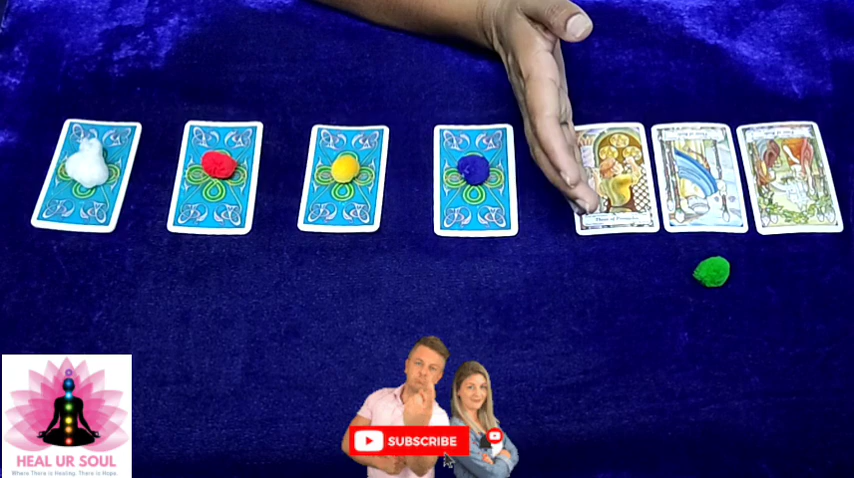 Three of Pentacles
SUBSCRIBE
HEAL UR SOUL
Where There is Healing, There is Hope.